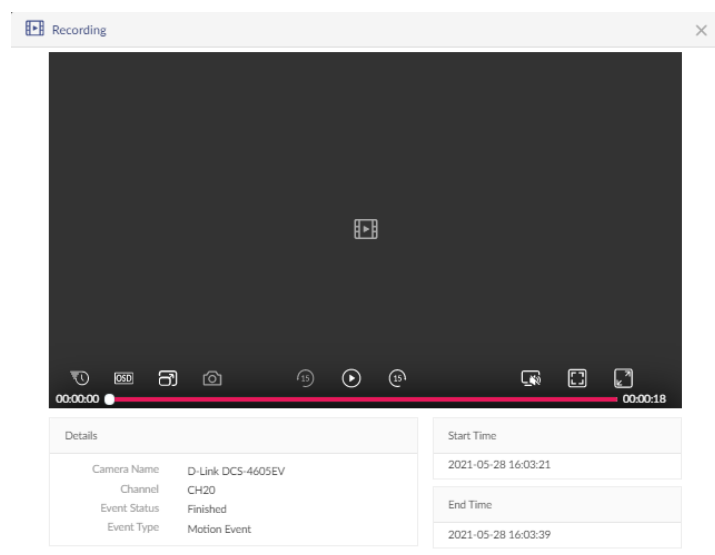 Recording
OSD
15
15
00:00:00
00:00:18
Details
Camera Name D-Link DCS-4605EV
Channel CH20
Event Status Finished
Event Type Motion Event
Start Time
2021-05-28 16:03:21
End Time
2021-05-28 16:03:39